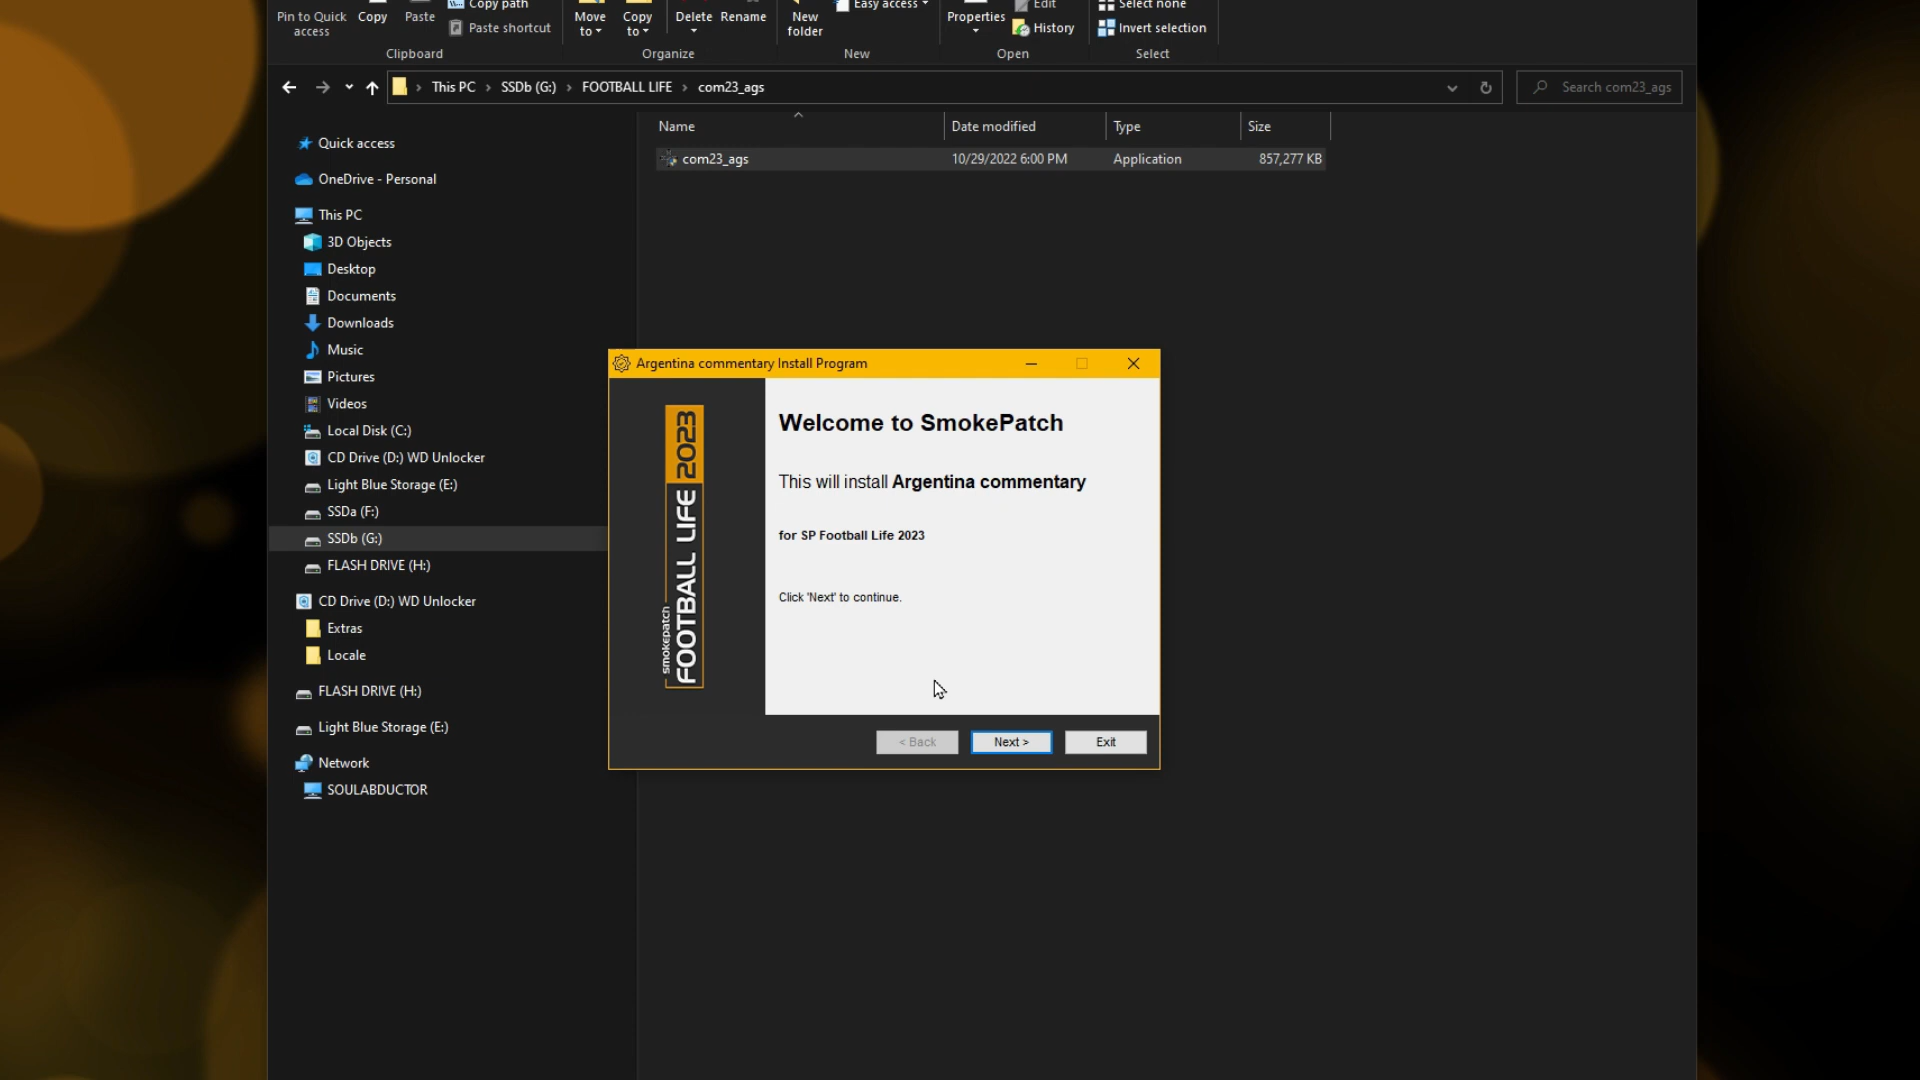 Pin to Quick
access
Copy
Paste
Copy path
Paste shortcut
Clipboard
Move
to
Copy
to
Delete
Rename
Organize
New
folder
Easy access
New
Properties
Edit
History
Open
Select none
Invert selection
Select
This PC › SSDb (G:) › FOOTBALL LIFE › com23_ags
Search com23_ags
Name Date modified Type Size
com23_ags 10/29/2022 6:00 PM Application 857,277 KB
Quick access
OneDrive - Personal
This PC
3D Objects
Desktop
Documents
Downloads
Music
Pictures
Videos
Local Disk (C:)
CD Drive (D:) WD Unlocker
Light Blue Storage (E:)
SSDa (F:)
SSDb (G:)
FLASH DRIVE (H:)
CD Drive (D:) WD Unlocker
Extras
Locale
FLASH DRIVE (H:)
Light Blue Storage (E:)
Network
SOULABDUCTOR
Argentina commentary Install Program
smokepatch
FOOTBALL LIFE 2023
Welcome to SmokePatch
This will install Argentina commentary
for SP Football Life 2023
Click 'Next' to continue.
< Back
Next >
Exit